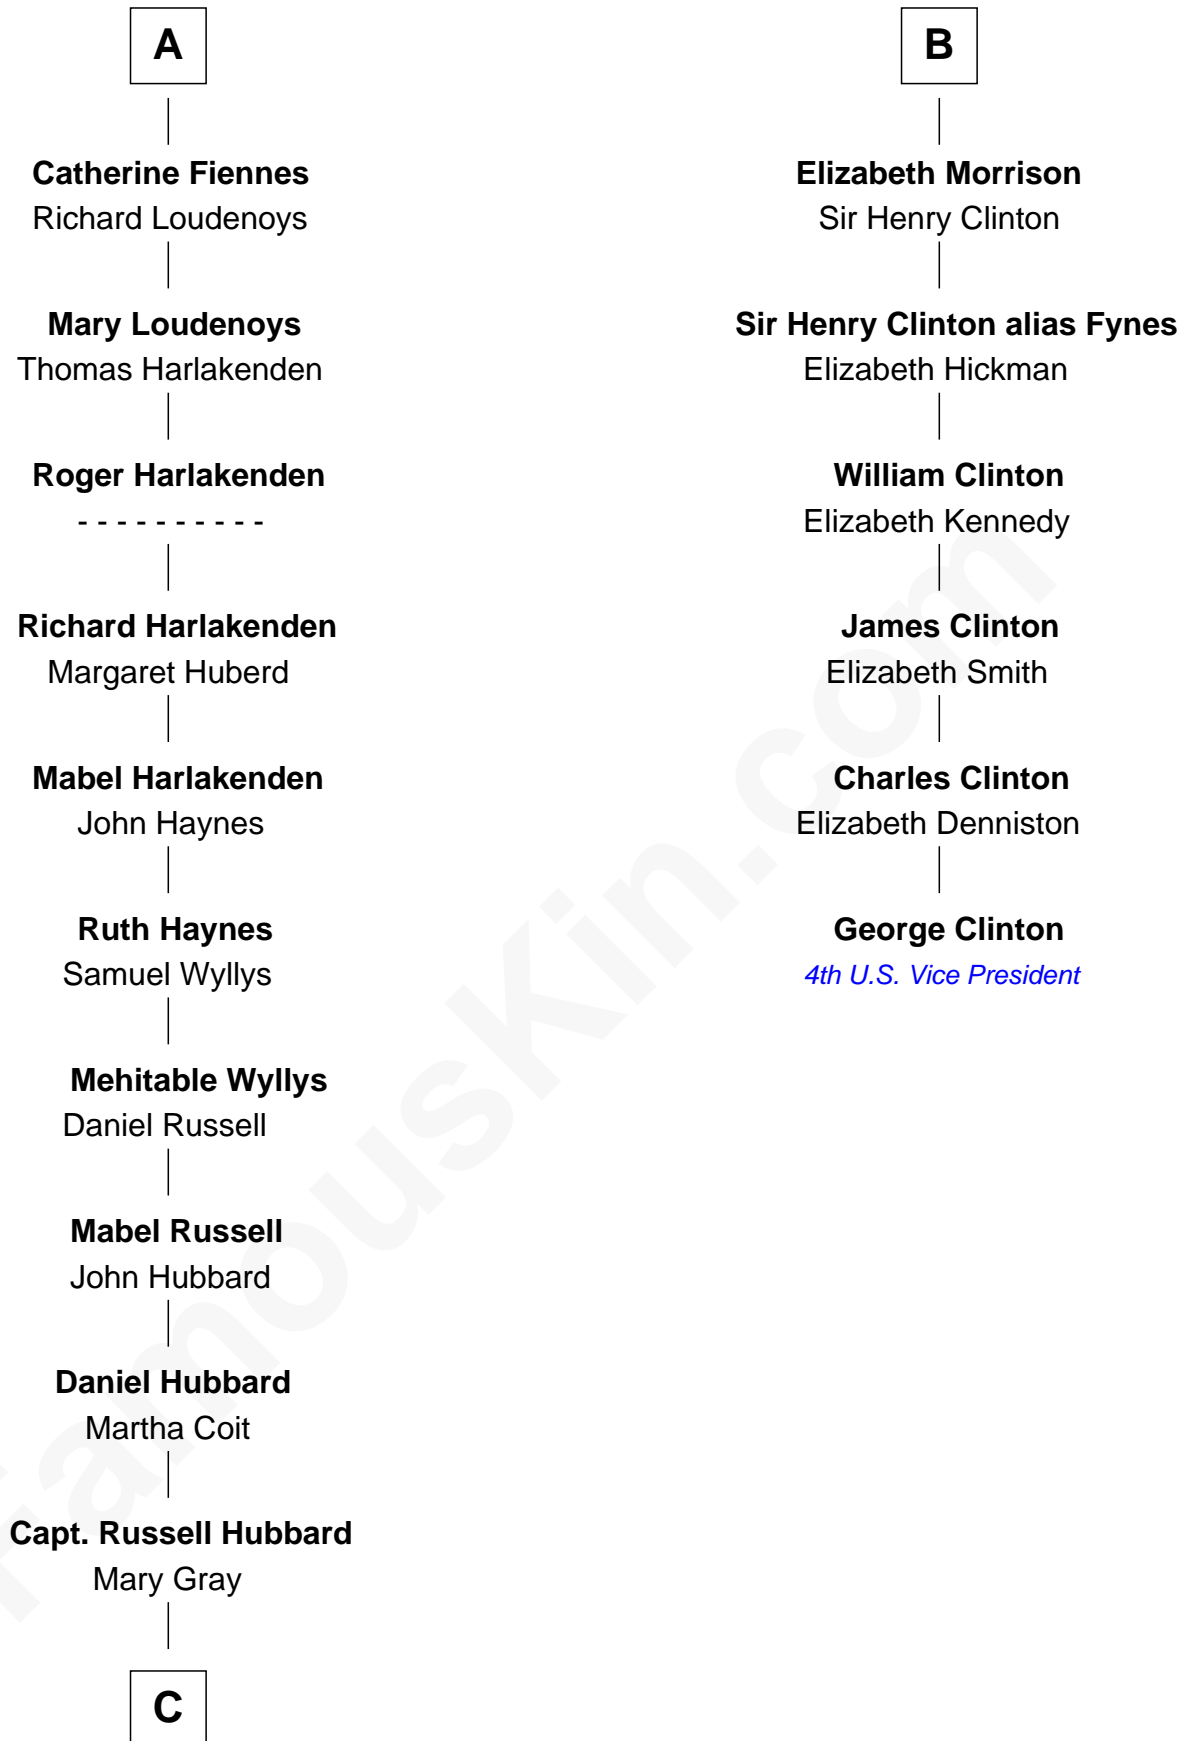 A
Catherine Fiennes
Richard Loudenoys
Mary Loudenoys
Thomas Harlakenden
Roger Harlakenden
- - - - - - - - - -
Richard Harlakenden
Margaret Huberd
Mabel Harlakenden
John Haynes
Ruth Haynes
Samuel Wyllys
Mehitable Wyllys
Daniel Russell
Mabel Russell
John Hubbard
Daniel Hubbard
Martha Coit
Capt. Russell Hubbard
Mary Gray
C
B
Elizabeth Morrison
Sir Henry Clinton
Sir Henry Clinton alias Fynes
Elizabeth Hickman
William Clinton
Elizabeth Kennedy
James Clinton
Elizabeth Smith
Charles Clinton
Elizabeth Denniston
George Clinton
4th U.S. Vice President
FamousKin.com